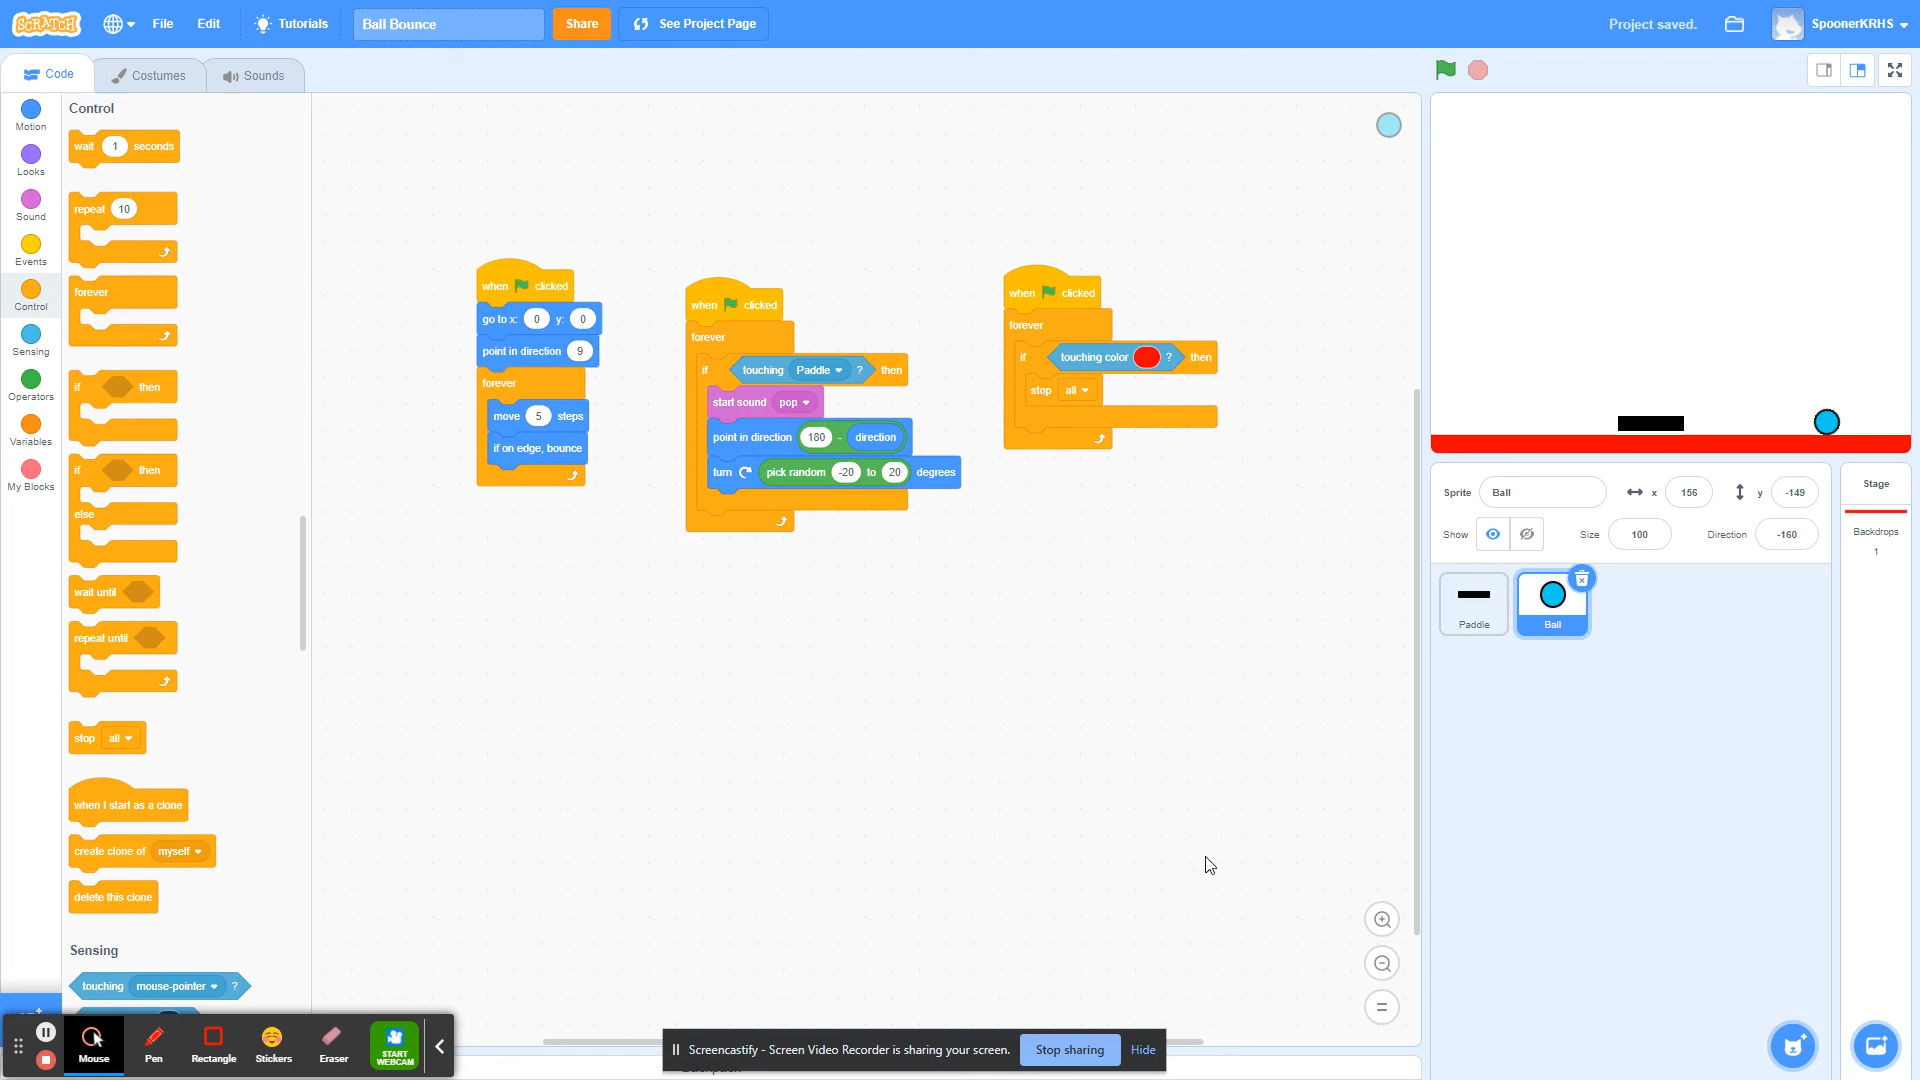 SCRATCH
File
Edit
Tutorials
Ball Bounce
Share
See Project Page
Project saved.
SpoonerKRHS
Code
Costumes
Sounds
Motion
Looks
Sound
Events
Control
Sensing
Operators
Variables
My Blocks
Control
wait 1 seconds
repeat 10
forever
if then
if then
else
wait until
repeat until
stop all
when I start as a clone
create clone of myself
delete this clone
Sensing
touching mouse-pointer ?
when clicked
go to x: 0 y: 0
point in direction 9
forever
move 5 steps
if on edge, bounce
when clicked
forever
if touching Paddle ? then
start sound pop
point in direction 180 - direction
turn pick random -20 to 20 degrees
when clicked
forever
if touching color ? then
stop all
Sprite Ball x 156 y -149
Show Size 100 Direction -160
Paddle
Ball
Stage
Backdrops
1
Mouse
Pen
Rectangle
Stickers
Eraser
START
WEBCAM
Screencastify - Screen Video Recorder is sharing your screen.
Stop sharing
Hide